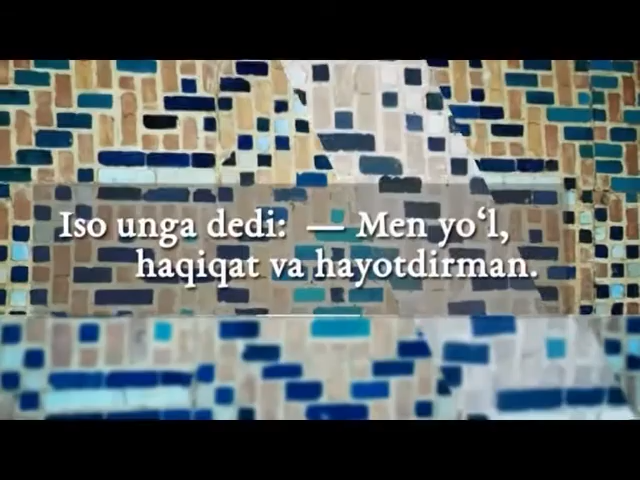 Iso unga dedi: — Men yo‘l,
haqiqat va hayotdirman.